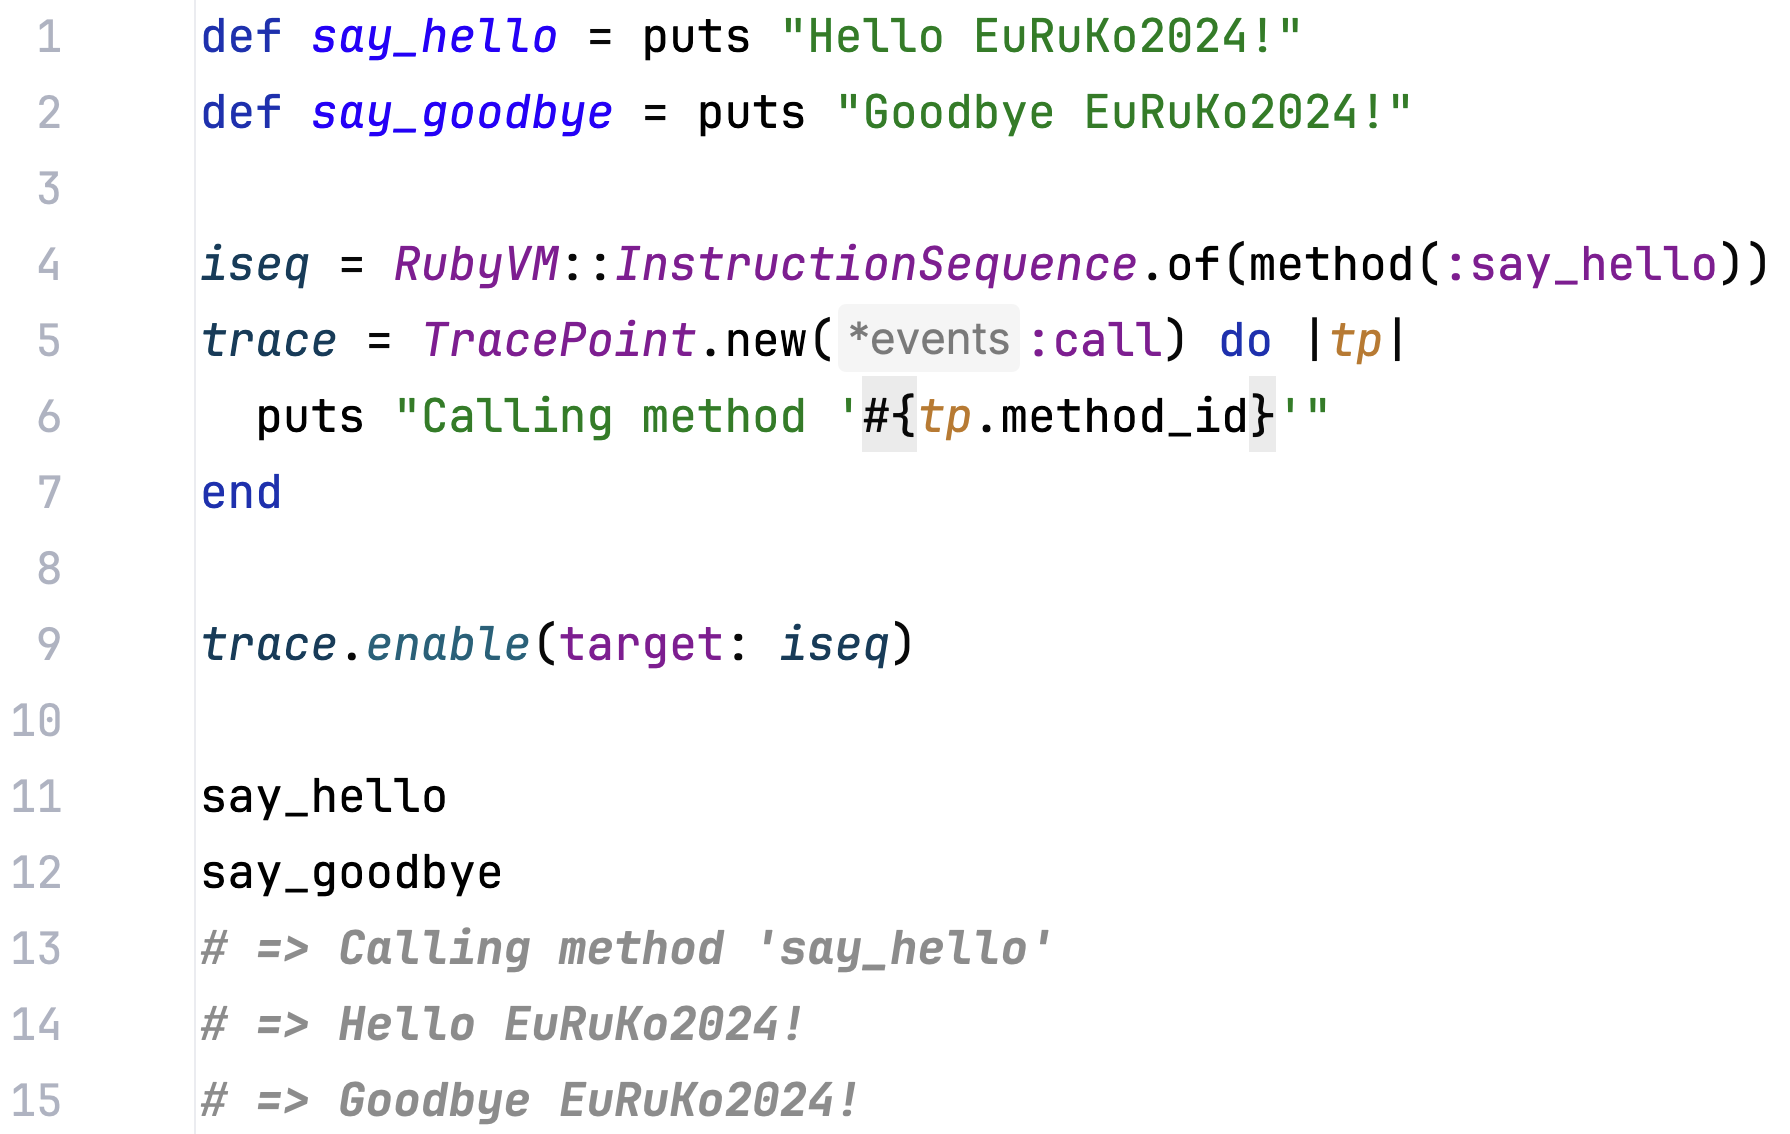 1 def say_hello = puts "Hello EuRuKo2024!"
2 def say_goodbye = puts "Goodbye EuRuKo2024!"
3
4 iseq = RubyVM::InstructionSequence.of(method(:say_hello))
5 trace = TracePoint.new(*events :call) do |tp|
6   puts "Calling method '#{tp.method_id}'"
7 end
8
9 trace.enable(target: iseq)
10
11 say_hello
12 say_goodbye
13 # => Calling method 'say_hello'
14 # => Hello EuRuKo2024!
15 # => Goodbye EuRuKo2024!